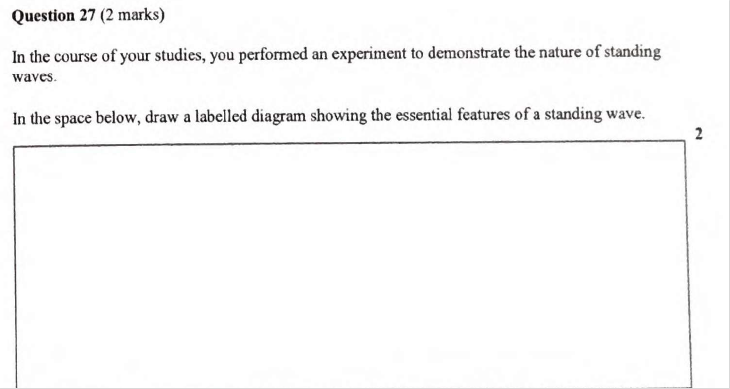 Question 27 (2 marks)
In the course of your studies, you performed an experiment to demonstrate the nature of standing
waves.
In the space below, draw a labelled diagram showing the essential features of a standing wave.
2